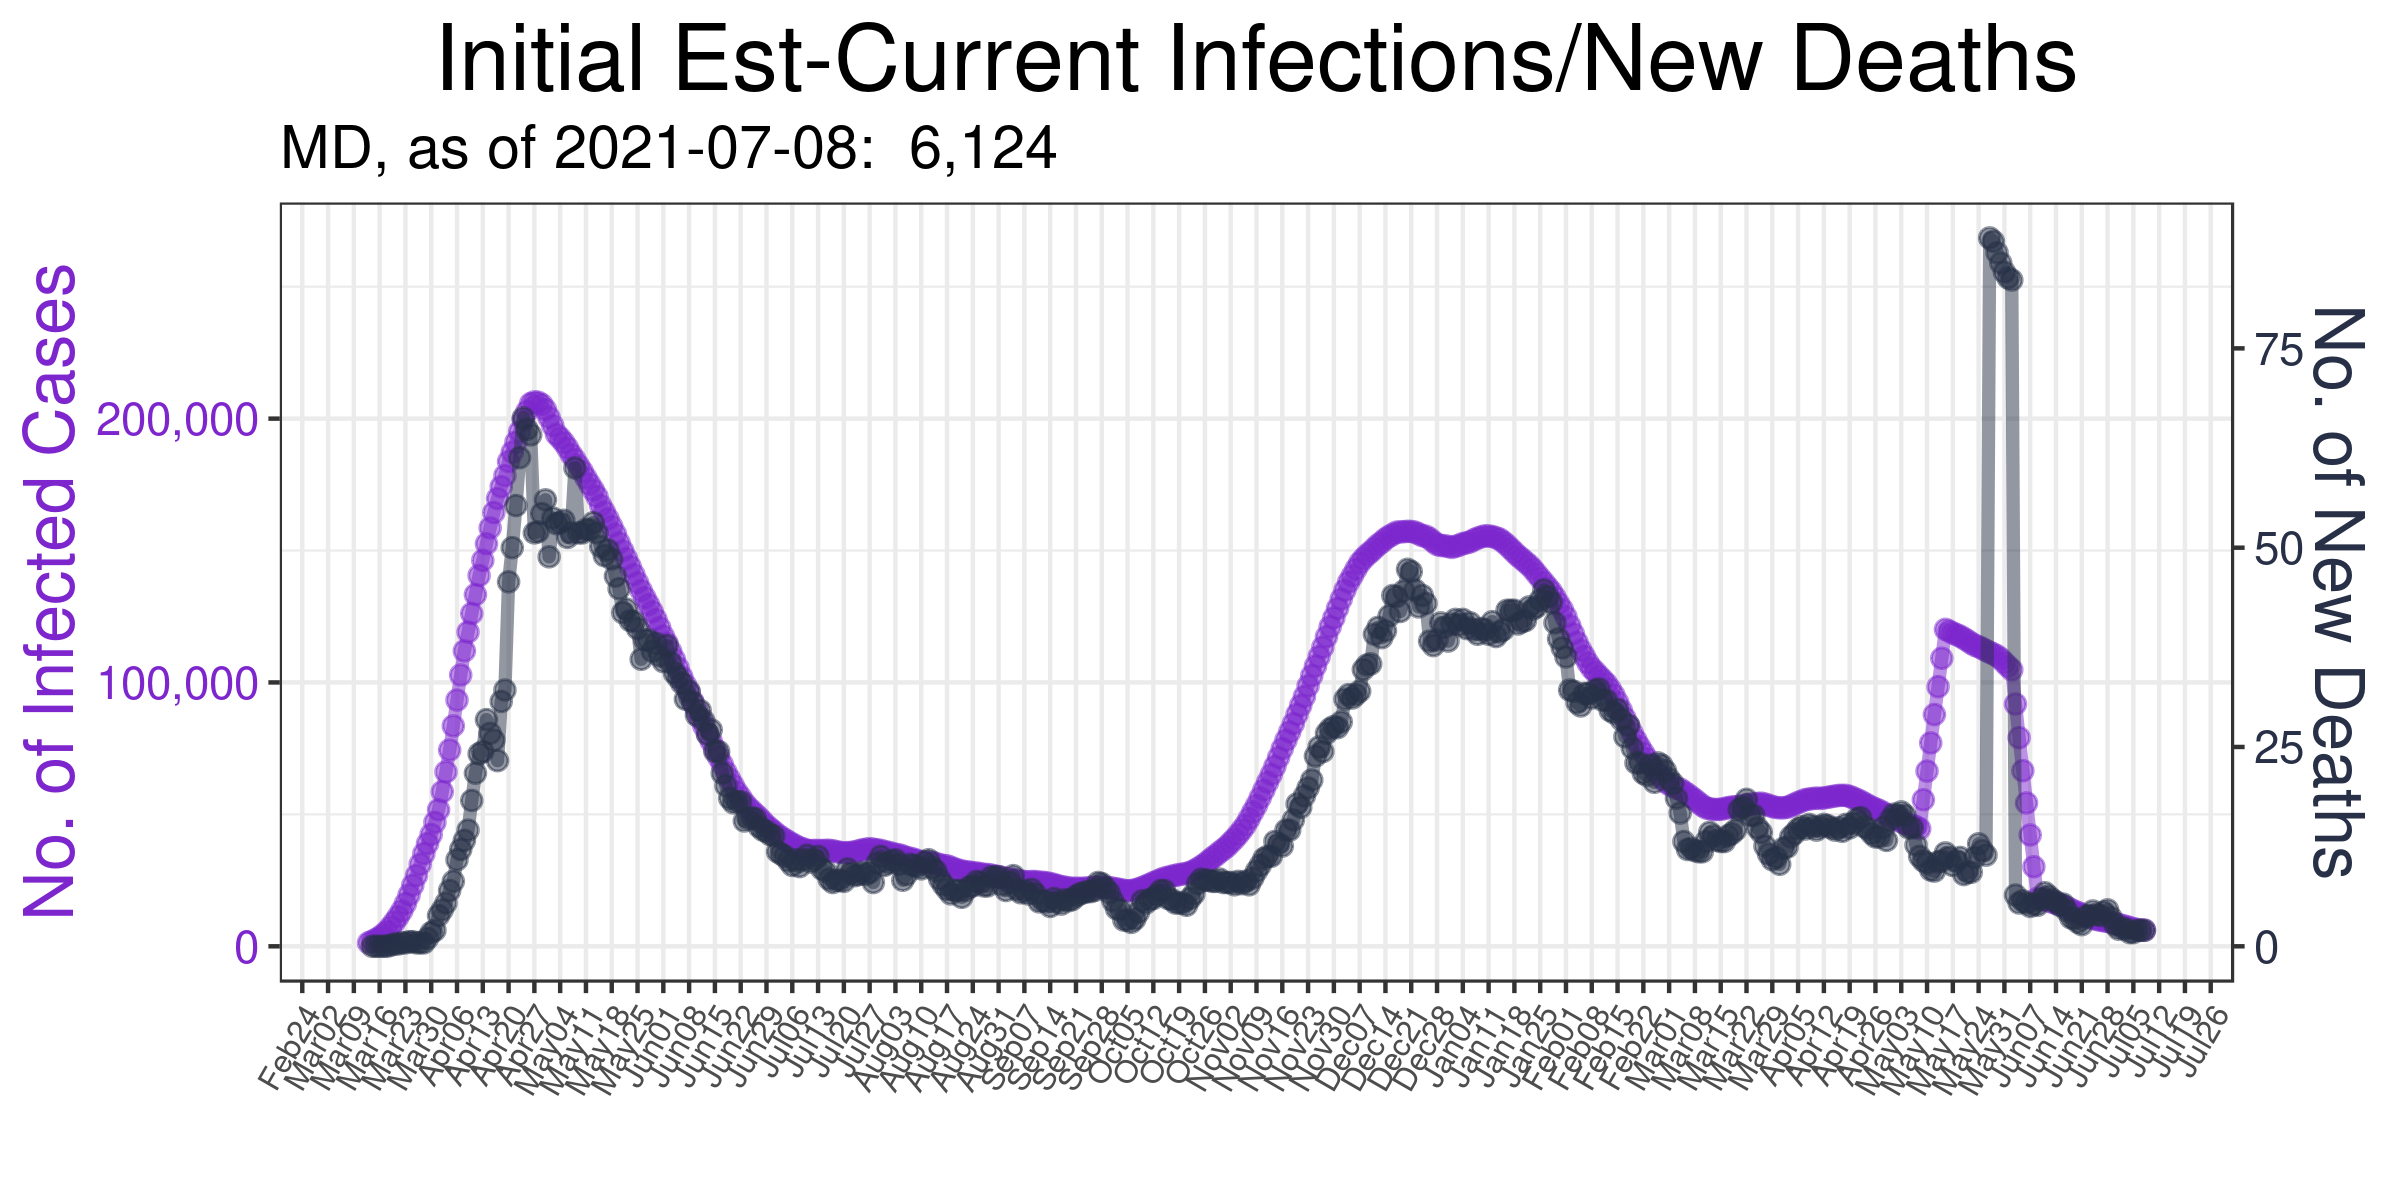 Initial Est-Current Infections/New Deaths
MD, as of 2021-07-08:  6,124
No. of Infected Cases
200,000
100,000
0
75
50
25
0
No. of New Deaths
Feb24
Mar02
Mar09
Mar16
Mar23
Mar30
Apr06
Apr13
Apr20
Apr27
May04
May11
May18
May25
Jun01
Jun08
Jun15
Jun22
Jun29
Jul06
Jul13
Jul20
Jul27
Aug03
Aug10
Aug17
Aug24
Aug31
Sep07
Sep14
Sep21
Sep28
Oct05
Oct12
Oct19
Oct26
Nov02
Nov09
Nov16
Nov23
Nov30
Dec07
Dec14
Dec21
Dec28
Jan04
Jan11
Jan18
Jan25
Feb01
Feb08
Feb15
Feb22
Mar01
Mar08
Mar15
Mar22
Mar29
Apr05
Apr12
Apr19
Apr26
May03
May10
May17
May24
May31
Jun07
Jun14
Jun21
Jun28
Jul05
Jul12
Jul19
Jul26